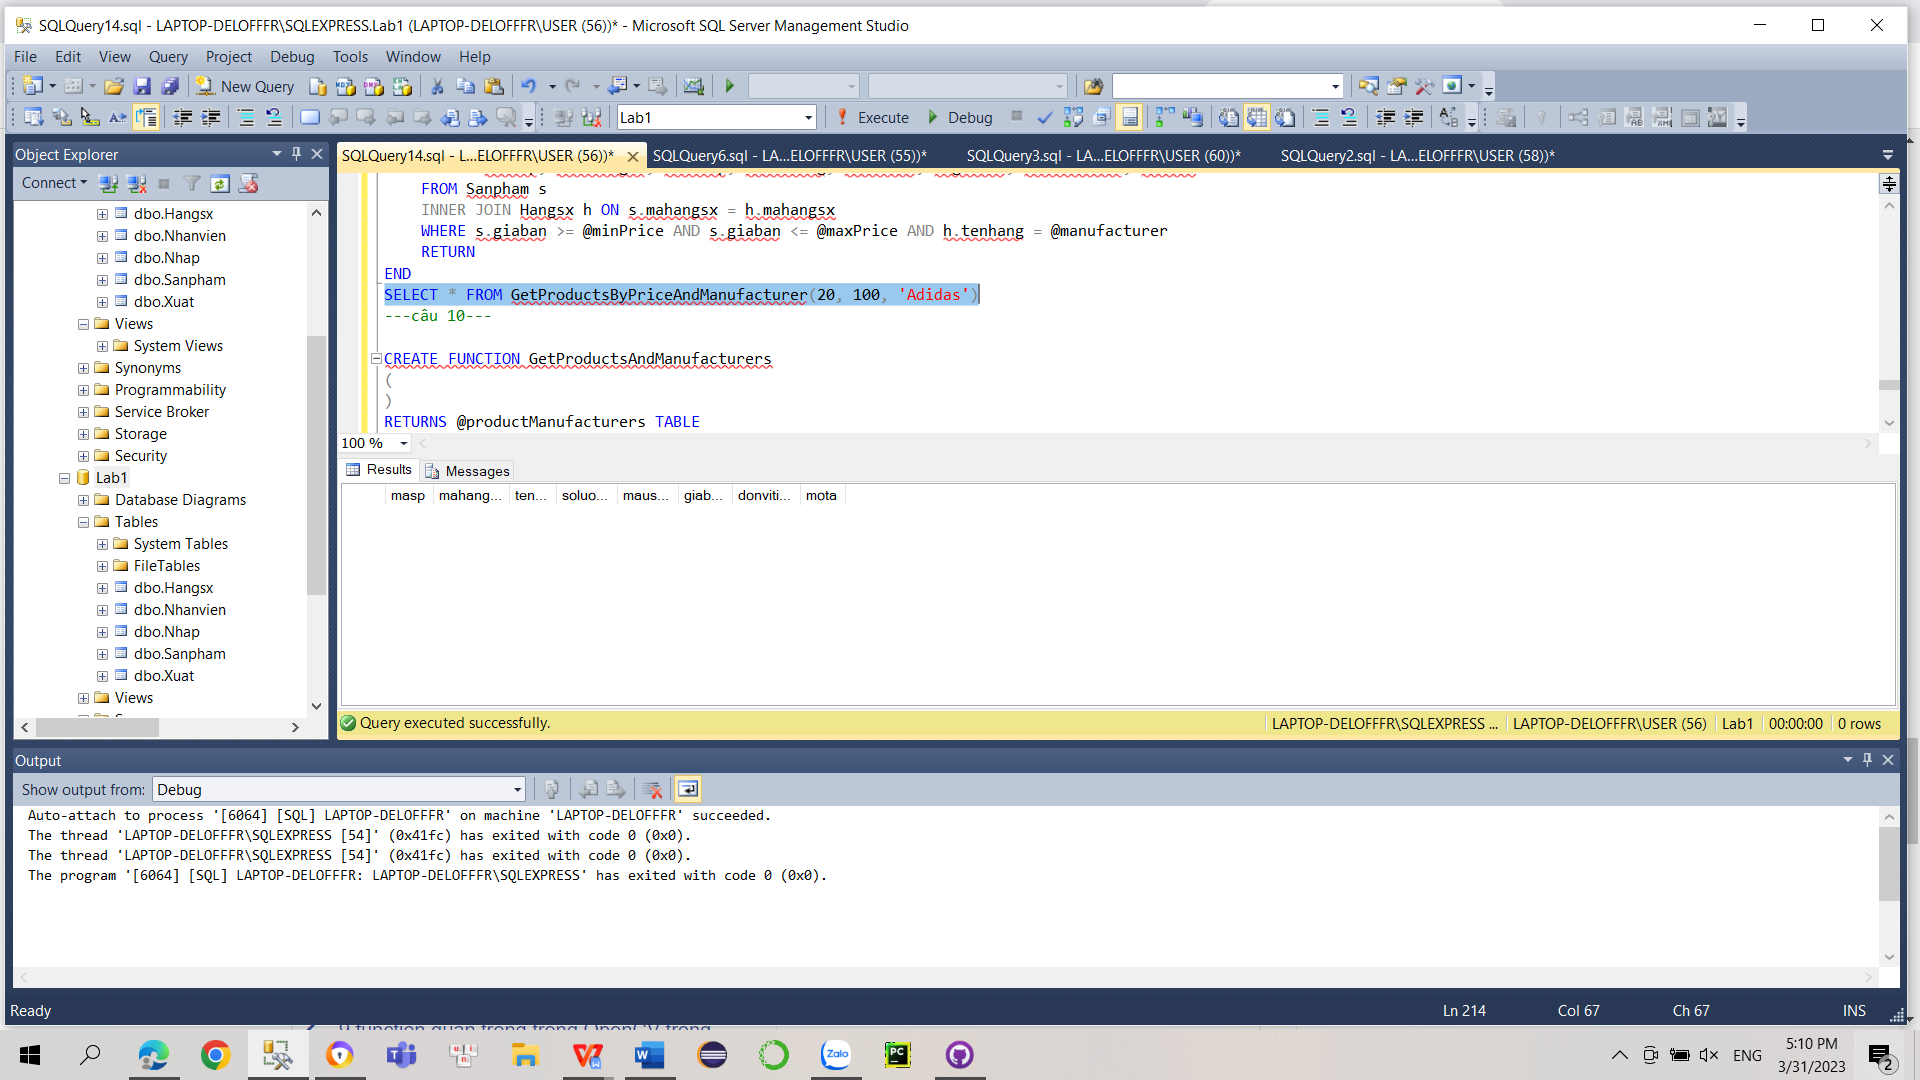 SQLQuery14.sql - LAPTOP-DELOFFFR\SQLEXPRESS.Lab1 (LAPTOP-DELOFFFR\USER (56))* - Microsoft SQL Server Management Studio
File Edit View Query Project Debug Tools Window Help
New Query
Lab1 Execute Debug
Object Explorer
Connect
dbo.Hangsx
dbo.Nhanvien
dbo.Nhap
dbo.Sanpham
dbo.Xuat
Views
System Views
Synonyms
Programmability
Service Broker
Storage
Security
Lab1
Database Diagrams
Tables
System Tables
FileTables
dbo.Hangsx
dbo.Nhanvien
dbo.Nhap
dbo.Sanpham
dbo.Xuat
Views
SQLQuery14.sql - L...ELOFFFR\USER (56))* SQLQuery6.sql - LA...ELOFFFR\USER (55))* SQLQuery3.sql - LA...ELOFFFR\USER (60))* SQLQuery2.sql - LA...ELOFFFR\USER (58))*
FROM Sanpham s
INNER JOIN Hangsx h ON s.mahangsx = h.mahangsx
WHERE s.giaban >= @minPrice AND s.giaban <= @maxPrice AND h.tenhang = @manufacturer
RETURN
END
SELECT * FROM GetProductsByPriceAndManufacturer(20, 100, 'Adidas')
---câu 10---
CREATE FUNCTION GetProductsAndManufacturers
(
)
RETURNS @productManufacturers TABLE
100 %
Results Messages
masp mahang... ten... soluo... maus... giab... donviti... mota
Query executed successfully. LAPTOP-DELOFFFR\SQLEXPRESS ... LAPTOP-DELOFFFR\USER (56) Lab1 00:00:00 0 rows
Output
Show output from: Debug
Auto-attach to process '[6064] [SQL] LAPTOP-DELOFFFR' on machine 'LAPTOP-DELOFFFR' succeeded.
The thread 'LAPTOP-DELOFFFR\SQLEXPRESS [54]' (0x41fc) has exited with code 0 (0x0).
The thread 'LAPTOP-DELOFFFR\SQLEXPRESS [54]' (0x41fc) has exited with code 0 (0x0).
The program '[6064] [SQL] LAPTOP-DELOFFFR: LAPTOP-DELOFFFR\SQLEXPRESS' has exited with code 0 (0x0).
Ready Ln 214 Col 67 Ch 67 INS
Zalo PC ENG
5:10 PM
3/31/2023
2